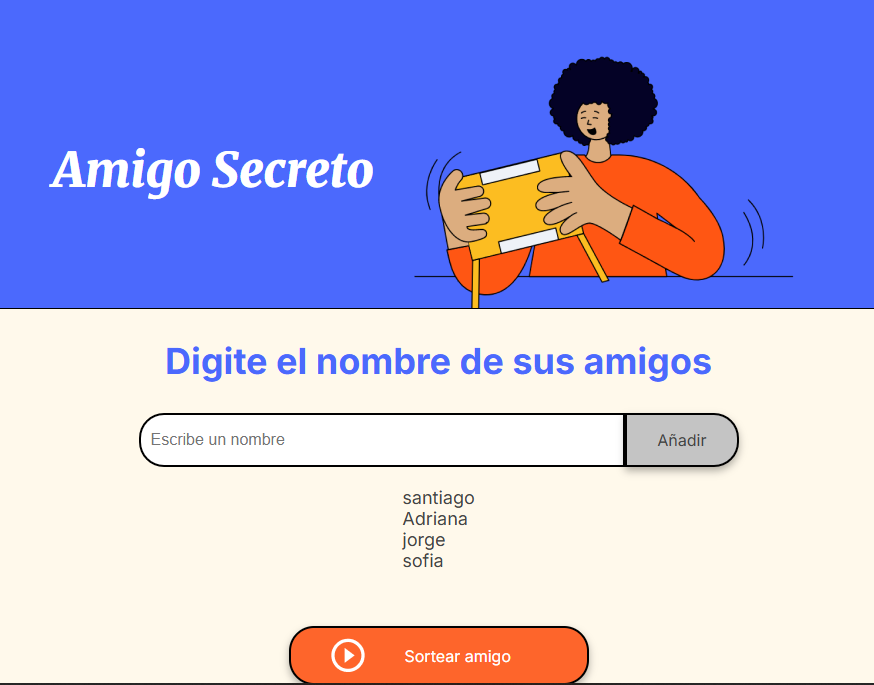 Amigo Secreto
Digite el nombre de sus amigos
Escribe un nombre
Añadir
santiago
Adriana
jorge
sofia
Sortear amigo